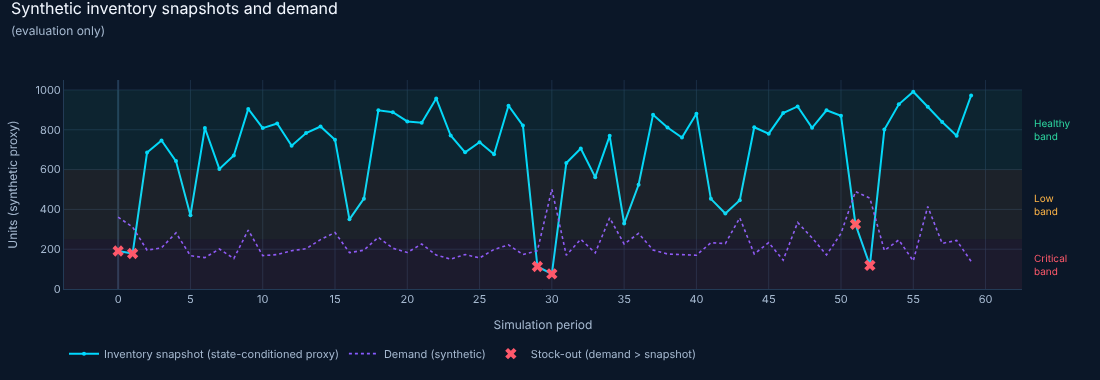 Synthetic inventory snapshots and demand
(evaluation only)
1000
800
600
400
200
0
Units (synthetic proxy)
Healthy
band
Low
band
Critical
band
0 5 10 15 20 25 30 35 40 45 50 55 60
Simulation period
Inventory snapshot (state-conditioned proxy) Demand (synthetic) Stock-out (demand > snapshot)